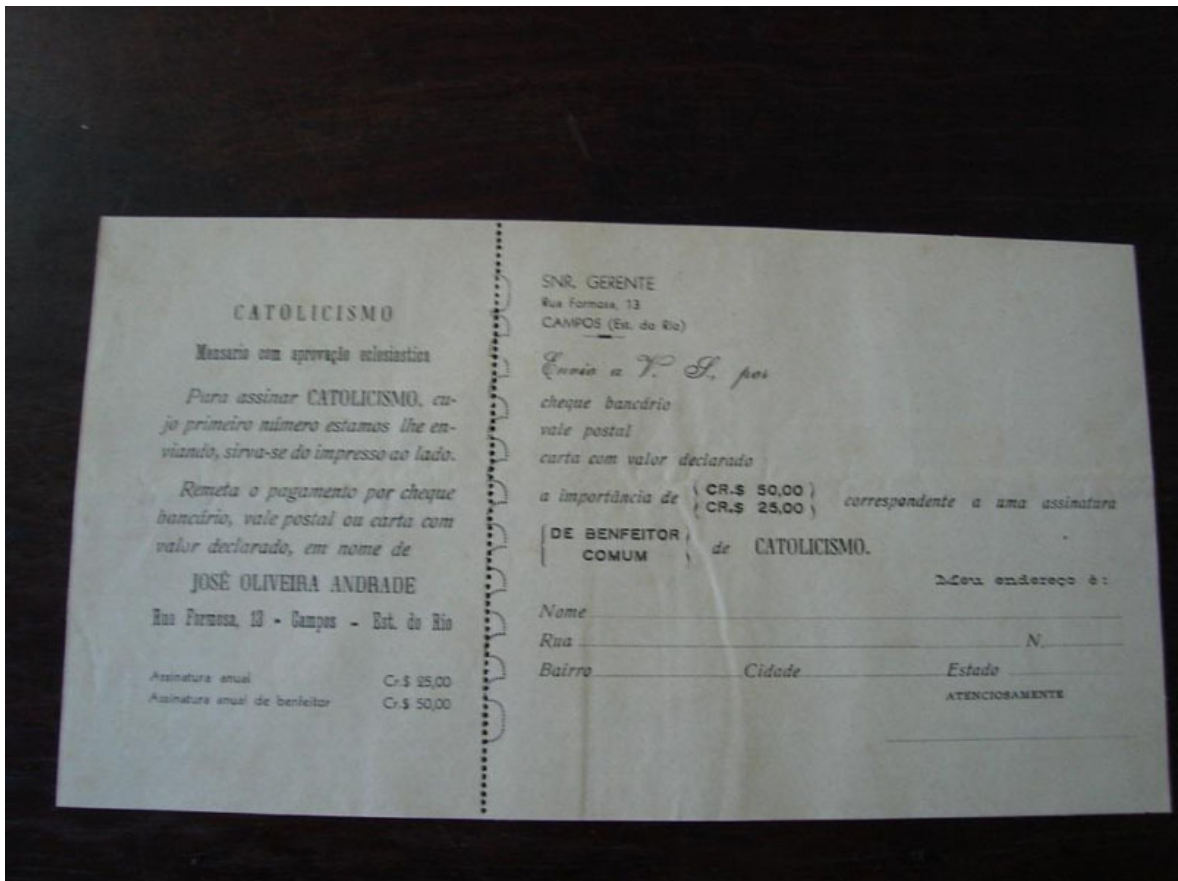 CATOLICISMO
Mensario com aprovação eclesiastica
Para assinar CATOLICISMO, cu-
jo primeiro número estamos lhe en-
viando, sirva-se do impresso ao lado.
Remeta o pagamento por cheque
bancário, vale postal ou carta com
valor declarado, em nome de
JOSÉ OLIVEIRA ANDRADE
Rua Formosa, 13 - Campos - Est. do Rio
Assinatura anual Cr.$ 25,00
Assinatura anual de benfeitor Cr.$ 50,00
SNR. GERENTE
Rua Formosa, 13
CAMPOS (Est. do Rio)
Envio a V. S., por
cheque bancário
vale postal
carta com valor declarado
a importância de { CR.$ 50,00 / CR.$ 25,00 } correspondente a uma assinatura
{ DE BENFEITOR / COMUM } de CATOLICISMO.
Meu endereço é:
Nome
Rua N.
Bairro Cidade Estado
ATENCIOSAMENTE